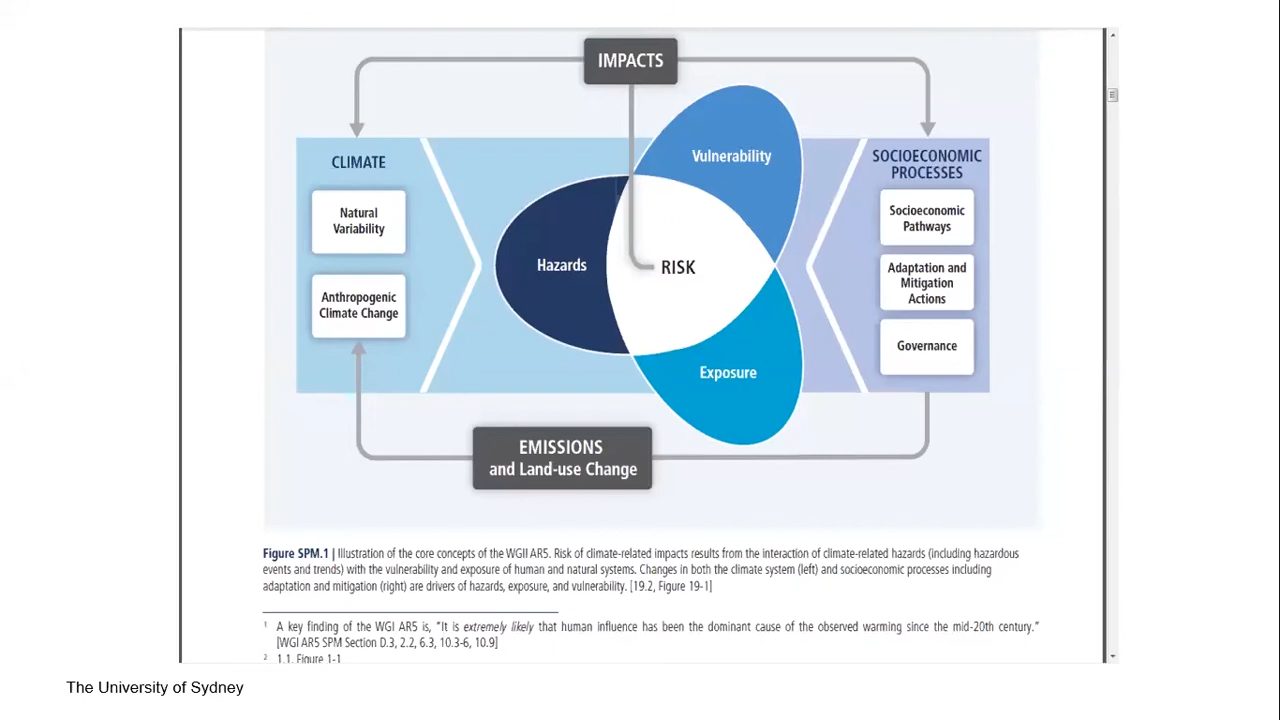 IMPACTS
CLIMATE
Natural
Variability
Anthropogenic
Climate Change
Vulnerability
Hazards
RISK
Exposure
SOCIOECONOMIC
PROCESSES
Socioeconomic
Pathways
Adaptation and
Mitigation
Actions
Governance
EMISSIONS
and Land-use Change
Figure SPM.1 | Illustration of the core concepts of the WGII AR5. Risk of climate-related impacts results from the interaction of climate-related hazards (including hazardous
events and trends) with the vulnerability and exposure of human and natural systems. Changes in both the climate system (left) and socioeconomic processes including
adaptation and mitigation (right) are drivers of hazards, exposure, and vulnerability. [19.2, Figure 19-1]
1 A key finding of the WGI AR5 is, "It is extremely likely that human influence has been the dominant cause of the observed warming since the mid-20th century."
[WGI AR5 SPM Section D.3, 2.2, 6.3, 10.3-6, 10.9]
2 1.1, Figure 1-1
The University of Sydney